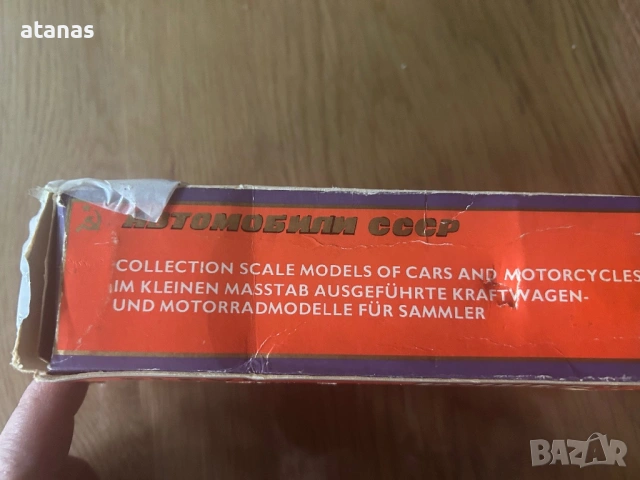 atanas
АВТОМОБИЛИ СССР
COLLECTION SCALE MODELS OF CARS AND MOTORCYCLES
IM KLEINEN MASSTAB AUSGEFÜHRTE KRAFTWAGEN-
UND MOTORRADMODELLE FÜR SAMMLER
BAZAR